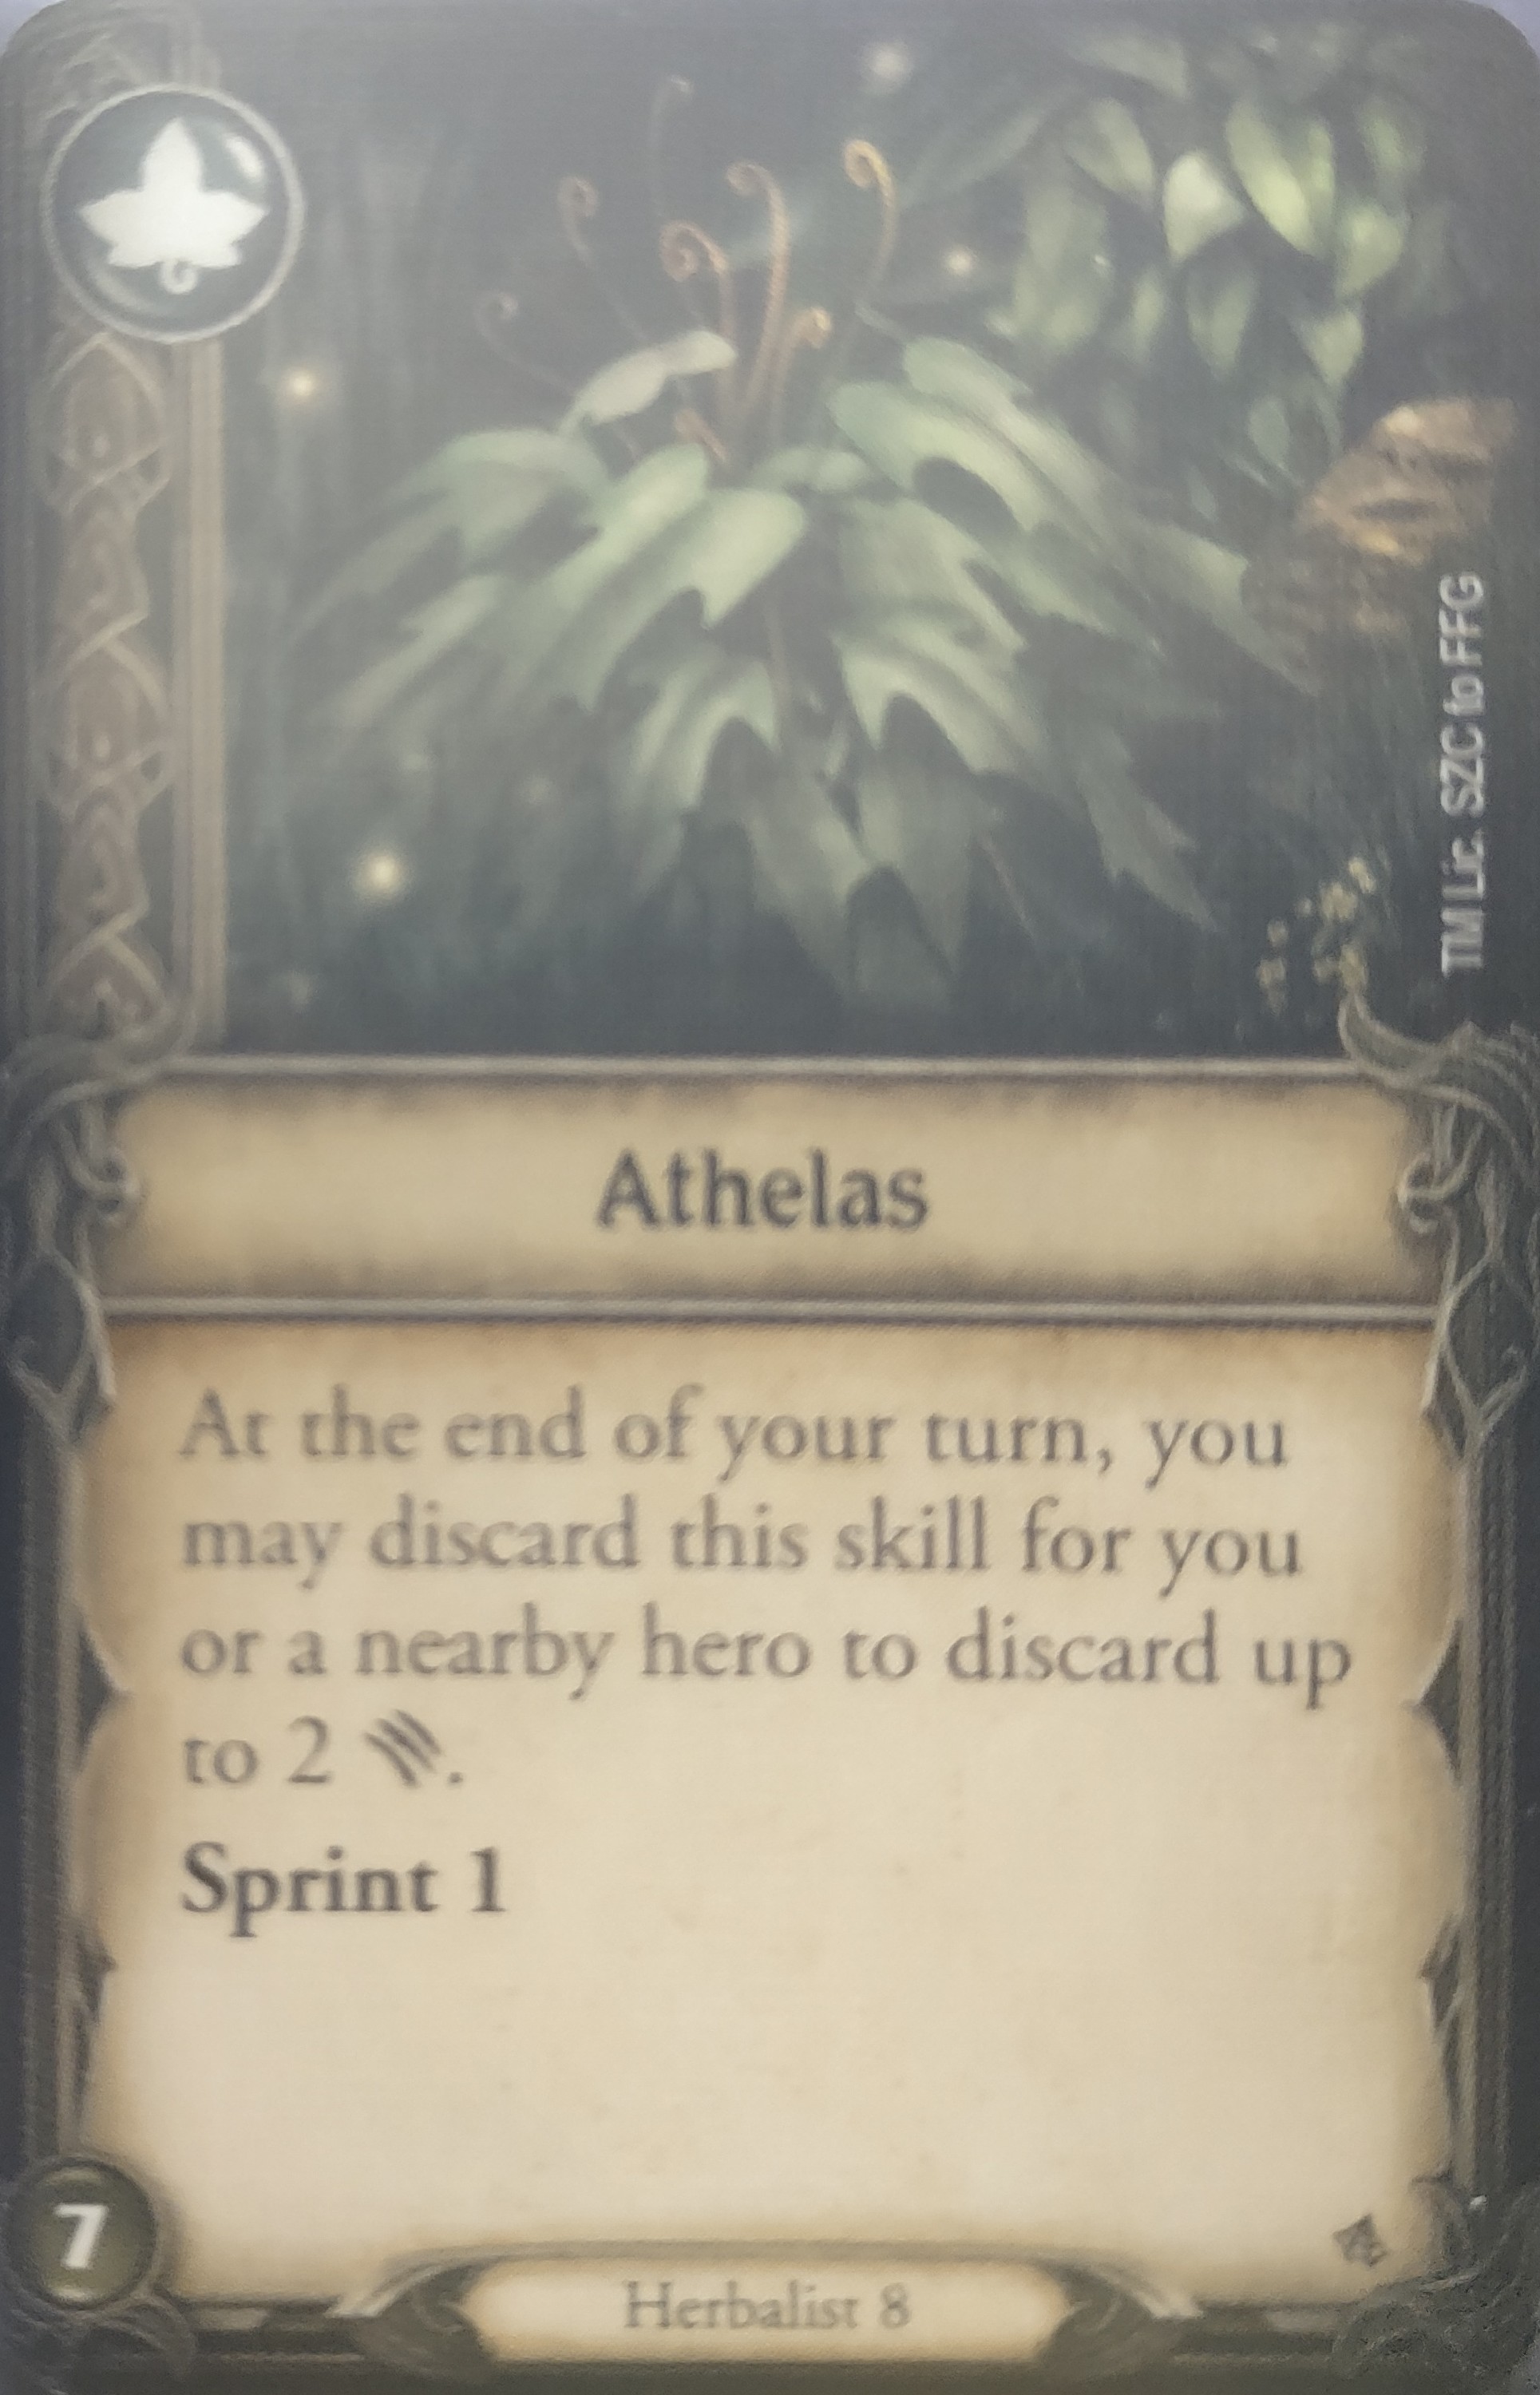 TM Lic. SZC to FFG
Athelas
At the end of your turn, you
may discard this skill for you
or a nearby hero to discard up
to 2 .
Sprint 1
7
Herbalist 8